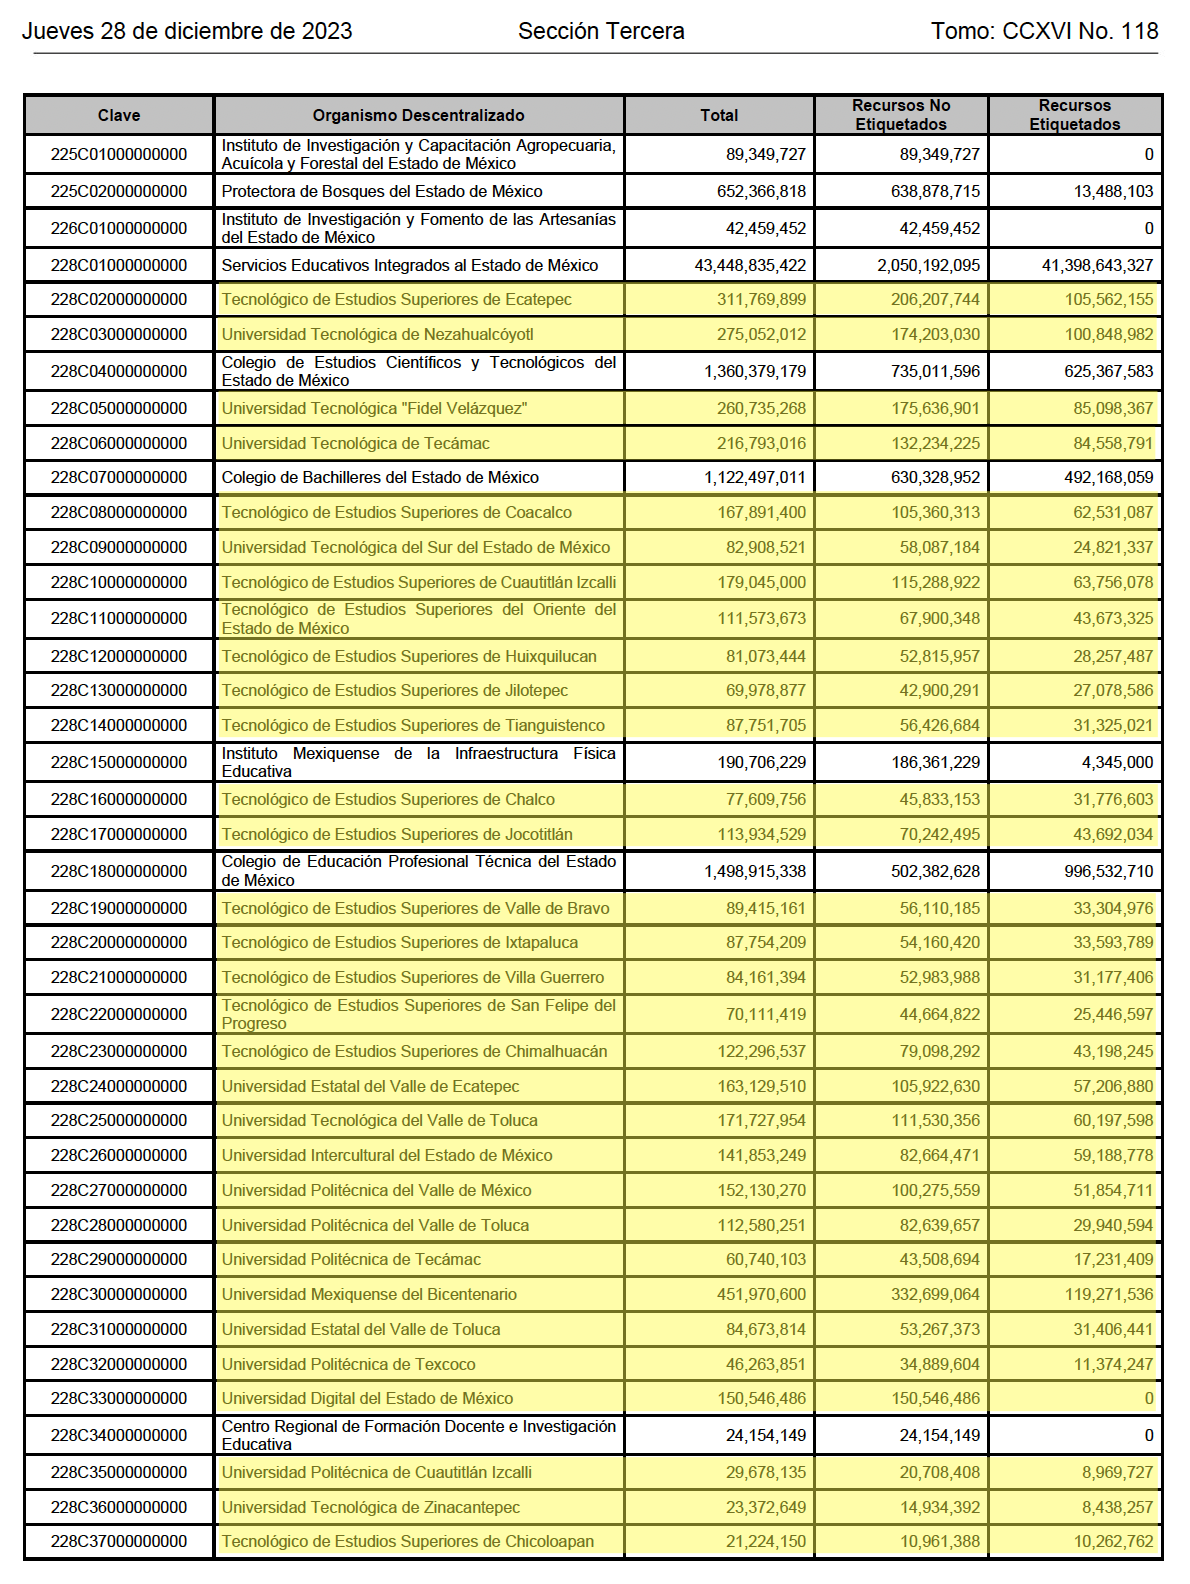 Jueves 28 de diciembre de 2023 Sección Tercera Tomo: CCXVI No. 118
Clave Organismo Descentralizado Total Recursos No Etiquetados Recursos Etiquetados
225C01000000000 Instituto de Investigación y Capacitación Agropecuaria, Acuícola y Forestal del Estado de México 89,349,727 89,349,727 0
225C02000000000 Protectora de Bosques del Estado de México 652,366,818 638,878,715 13,488,103
226C01000000000 Instituto de Investigación y Fomento de las Artesanías del Estado de México 42,459,452 42,459,452 0
228C01000000000 Servicios Educativos Integrados al Estado de México 43,448,835,422 2,050,192,095 41,398,643,327
228C02000000000 Tecnológico de Estudios Superiores de Ecatepec 311,769,899 206,207,744 105,562,155
228C03000000000 Universidad Tecnológica de Nezahualcóyotl 275,052,012 174,203,030 100,848,982
228C04000000000 Colegio de Estudios Científicos y Tecnológicos del Estado de México 1,360,379,179 735,011,596 625,367,583
228C05000000000 Universidad Tecnológica "Fidel Velázquez" 260,735,268 175,636,901 85,098,367
228C06000000000 Universidad Tecnológica de Tecámac 216,793,016 132,234,225 84,558,791
228C07000000000 Colegio de Bachilleres del Estado de México 1,122,497,011 630,328,952 492,168,059
228C08000000000 Tecnológico de Estudios Superiores de Coacalco 167,891,400 105,360,313 62,531,087
228C09000000000 Universidad Tecnológica del Sur del Estado de México 82,908,521 58,087,184 24,821,337
228C10000000000 Tecnológico de Estudios Superiores de Cuautitlán Izcalli 179,045,000 115,288,922 63,756,078
228C11000000000 Tecnológico de Estudios Superiores del Oriente del Estado de México 111,573,673 67,900,348 43,673,325
228C12000000000 Tecnológico de Estudios Superiores de Huixquilucan 81,073,444 52,815,957 28,257,487
228C13000000000 Tecnológico de Estudios Superiores de Jilotepec 69,978,877 42,900,291 27,078,586
228C14000000000 Tecnológico de Estudios Superiores de Tianguistenco 87,751,705 56,426,684 31,325,021
228C15000000000 Instituto Mexiquense de la Infraestructura Física Educativa 190,706,229 186,361,229 4,345,000
228C16000000000 Tecnológico de Estudios Superiores de Chalco 77,609,756 45,833,153 31,776,603
228C17000000000 Tecnológico de Estudios Superiores de Jocotitlán 113,934,529 70,242,495 43,692,034
228C18000000000 Colegio de Educación Profesional Técnica del Estado de México 1,498,915,338 502,382,628 996,532,710
228C19000000000 Tecnológico de Estudios Superiores de Valle de Bravo 89,415,161 56,110,185 33,304,976
228C20000000000 Tecnológico de Estudios Superiores de Ixtapaluca 87,754,209 54,160,420 33,593,789
228C21000000000 Tecnológico de Estudios Superiores de Villa Guerrero 84,161,394 52,983,988 31,177,406
228C22000000000 Tecnológico de Estudios Superiores de San Felipe del Progreso 70,111,419 44,664,822 25,446,597
228C23000000000 Tecnológico de Estudios Superiores de Chimalhuacán 122,296,537 79,098,292 43,198,245
228C24000000000 Universidad Estatal del Valle de Ecatepec 163,129,510 105,922,630 57,206,880
228C25000000000 Universidad Tecnológica del Valle de Toluca 171,727,954 111,530,356 60,197,598
228C26000000000 Universidad Intercultural del Estado de México 141,853,249 82,664,471 59,188,778
228C27000000000 Universidad Politécnica del Valle de México 152,130,270 100,275,559 51,854,711
228C28000000000 Universidad Politécnica del Valle de Toluca 112,580,251 82,639,657 29,940,594
228C29000000000 Universidad Politécnica de Tecámac 60,740,103 43,508,694 17,231,409
228C30000000000 Universidad Mexiquense del Bicentenario 451,970,600 332,699,064 119,271,536
228C31000000000 Universidad Estatal del Valle de Toluca 84,673,814 53,267,373 31,406,441
228C32000000000 Universidad Politécnica de Texcoco 46,263,851 34,889,604 11,374,247
228C33000000000 Universidad Digital del Estado de México 150,546,486 150,546,486 0
228C34000000000 Centro Regional de Formación Docente e Investigación Educativa 24,154,149 24,154,149 0
228C35000000000 Universidad Politécnica de Cuautitlán Izcalli 29,678,135 20,708,408 8,969,727
228C36000000000 Universidad Tecnológica de Zinacantepec 23,372,649 14,934,392 8,438,257
228C37000000000 Tecnológico de Estudios Superiores de Chicoloapan 21,224,150 10,961,388 10,262,762